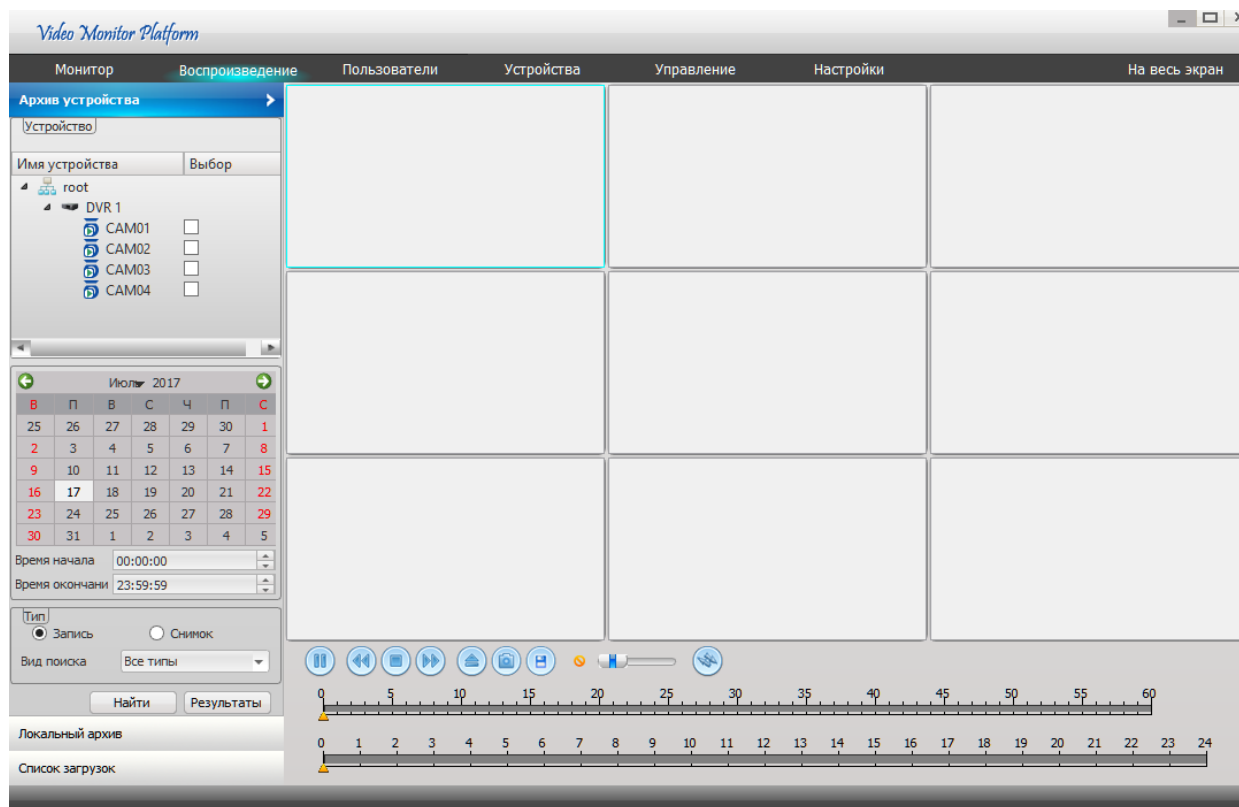 Video Monitor Platform
Монитор Воспроизведение Пользователи Устройства Управление Настройки На весь экран
Архив устройства
Устройство
Имя устройства Выбор
root
DVR 1
CAM01
CAM02
CAM03
CAM04
Июль 2017
В П В С Ч П С
25 26 27 28 29 30 1
2 3 4 5 6 7 8
9 10 11 12 13 14 15
16 17 18 19 20 21 22
23 24 25 26 27 28 29
30 31 1 2 3 4 5
Время начала 00:00:00
Время окончани 23:59:59
Тип
Запись Снимок
Вид поиска Все типы
Найти Результаты
Локальный архив
Список загрузок
0 5 10 15 20 25 30 35 40 45 50 55 60
0 1 2 3 4 5 6 7 8 9 10 11 12 13 14 15 16 17 18 19 20 21 22 23 24